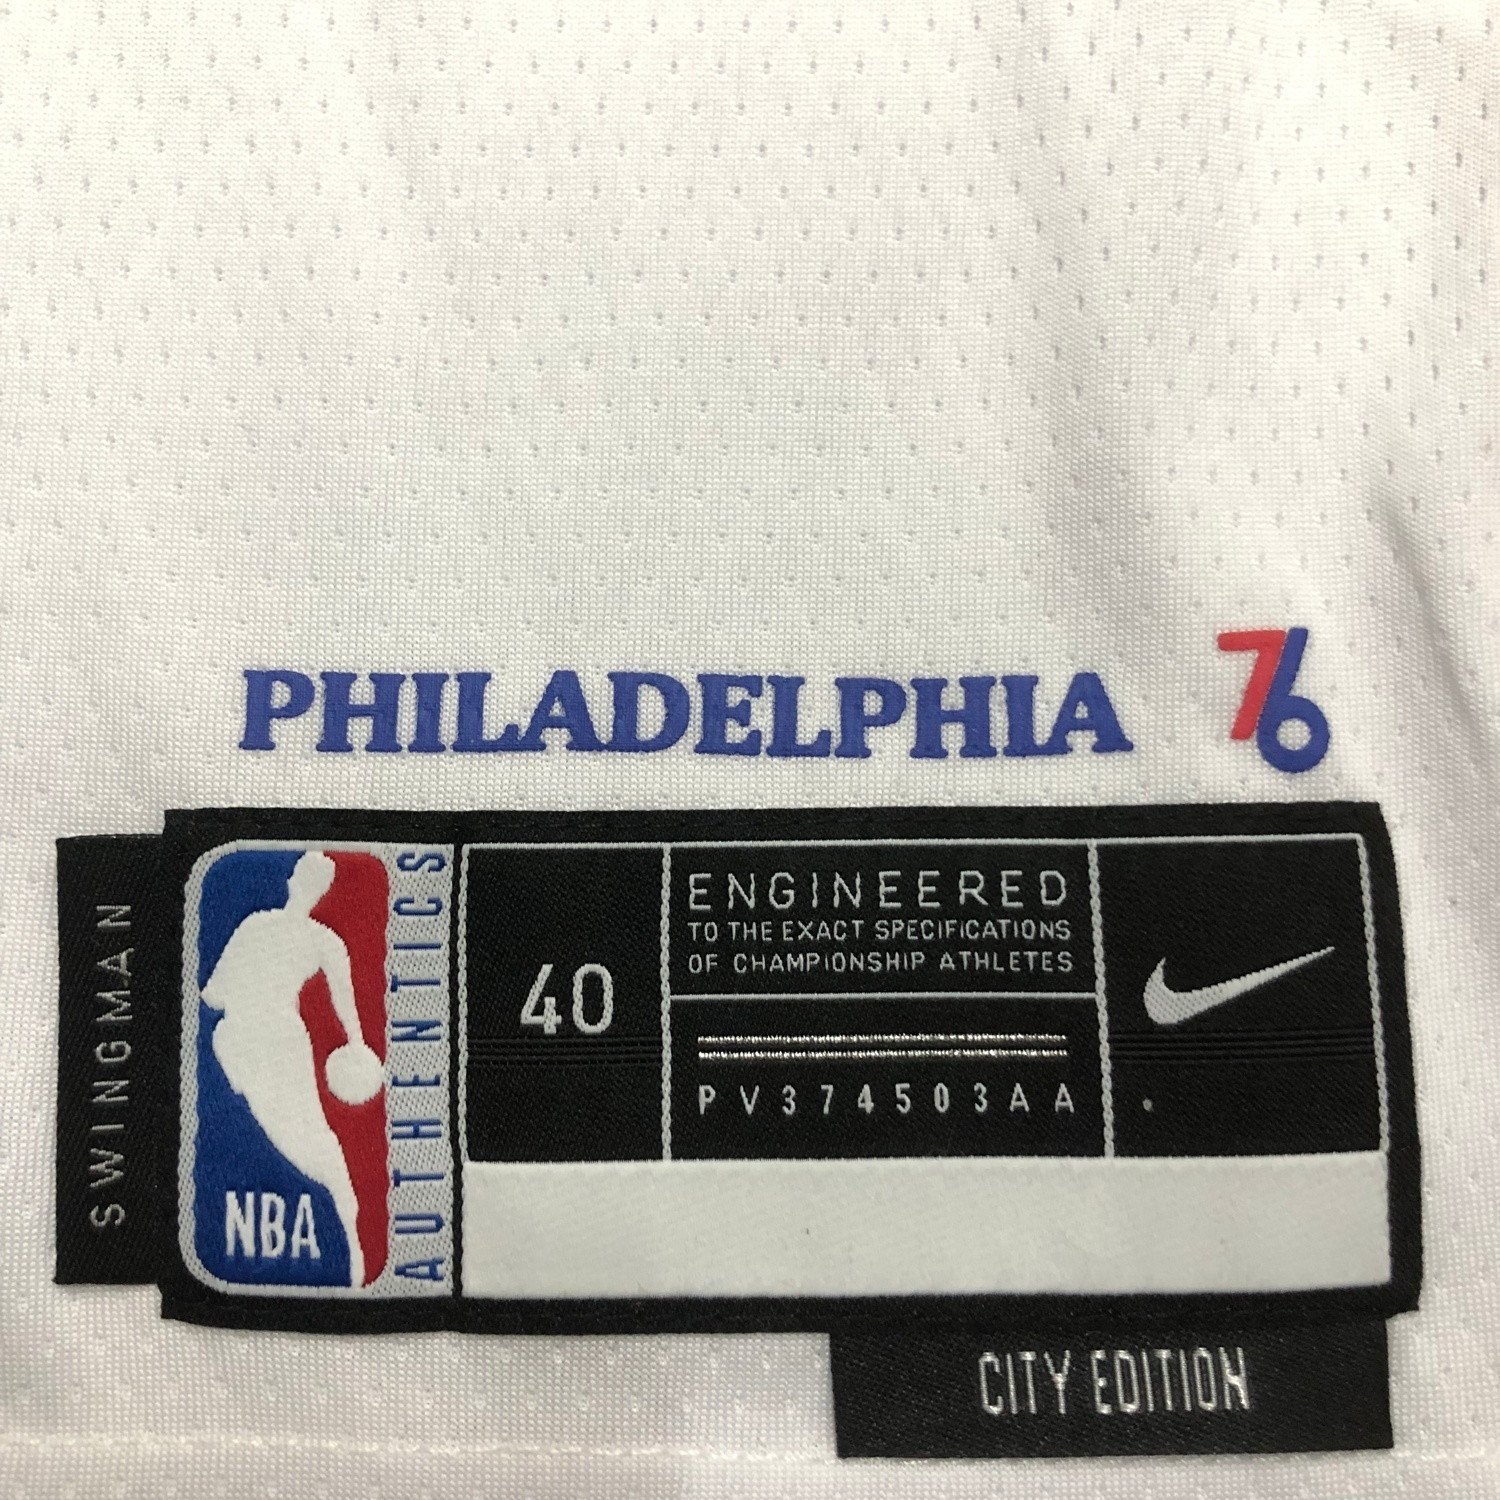 PHILADELPHIA
76
SWINGMAN
NBA
AUTHENTICS
40
ENGINEERED
TO THE EXACT SPECIFICATIONS
OF CHAMPIONSHIP ATHLETES
PV374503AA
CITY EDITION